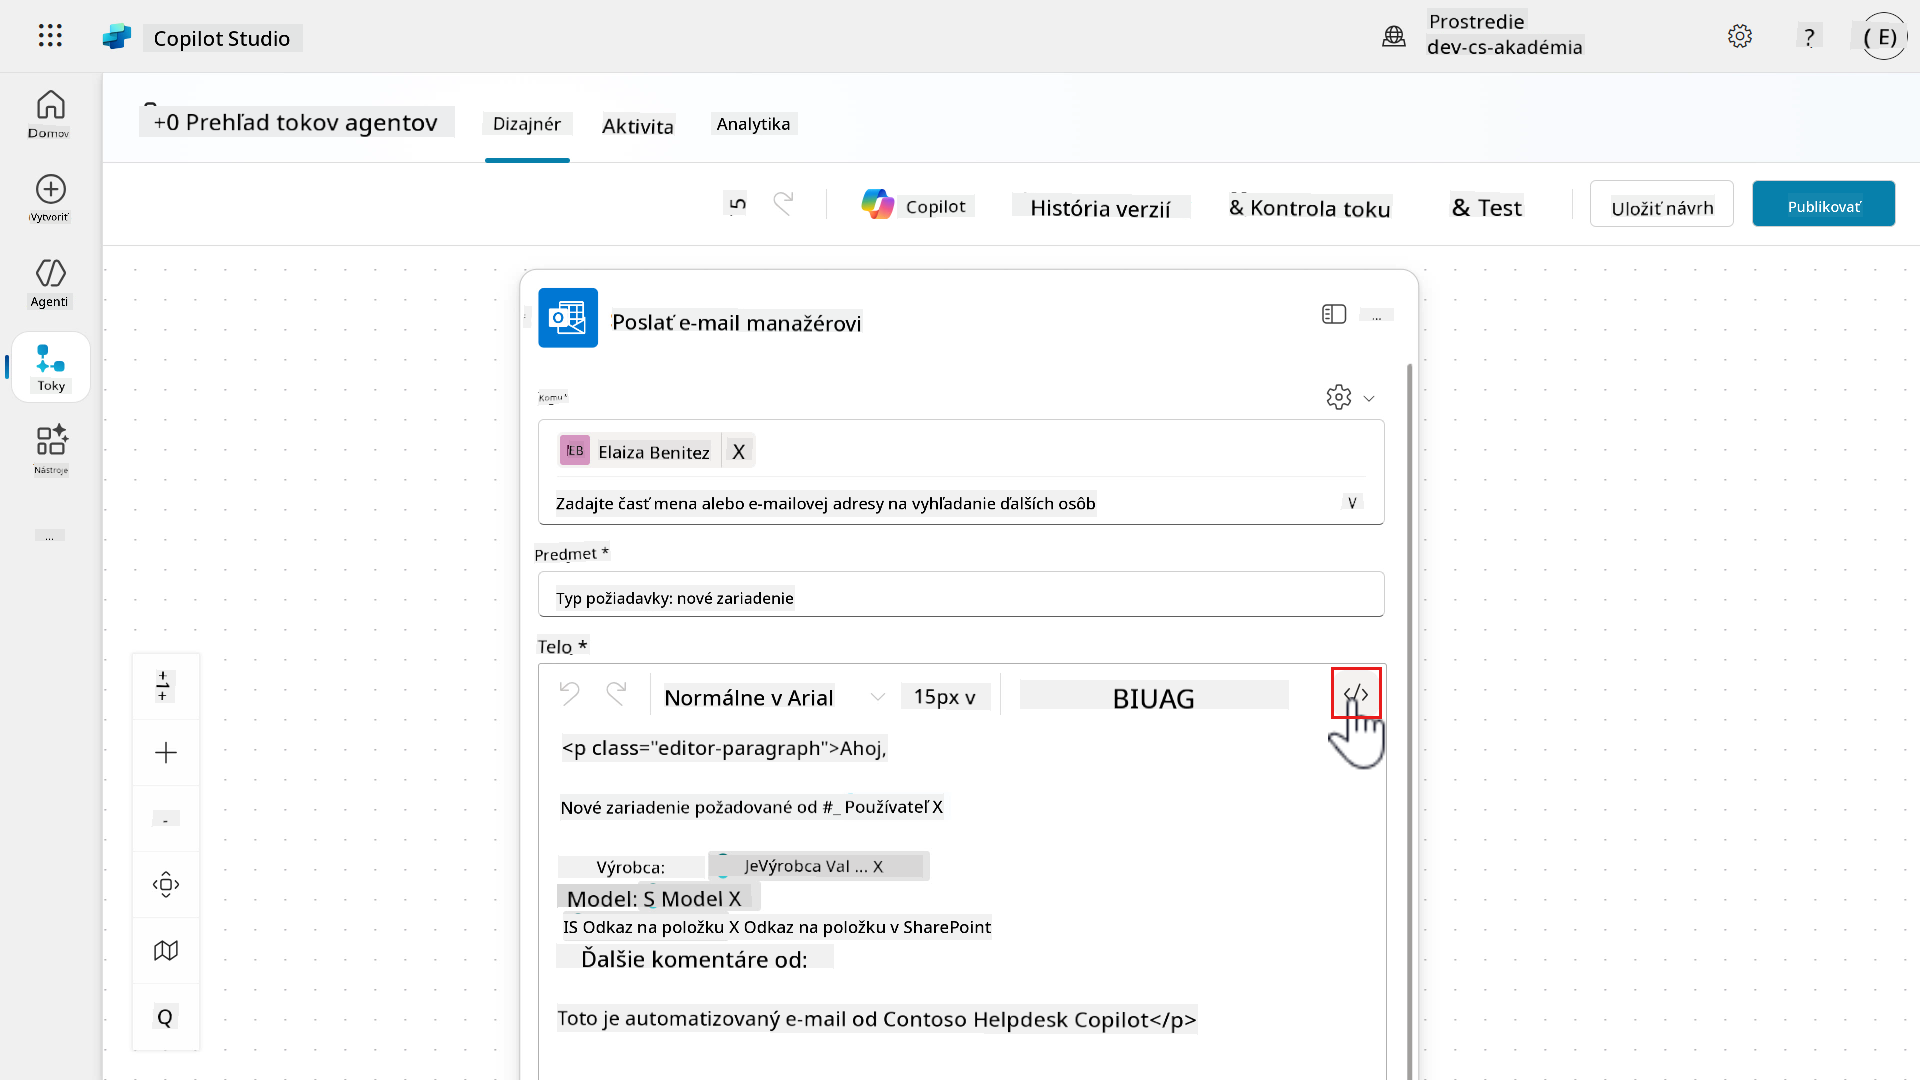 Copilot Studio
Prostredie
dev-cs-akadémia
?
( E)
Domov
Vytvoriť
Agenti
Toky
Nástroje
...
+0 Prehľad tokov agentov
Dizajnér
Aktivita
Analytika
Copilot
História verzií
& Kontrola toku
& Test
Uložiť návrh
Publikovať
Poslať e-mail manažérovi
...
Komu *
EB Elaiza Benitez X
Zadajte časť mena alebo e-mailovej adresy na vyhľadanie ďalších osôb
V
Predmet *
Typ požiadavky: nové zariadenie
Telo *
Normálne v Arial
15px v
BIUAG
</>
<p class="editor-paragraph">Ahoj,
Nové zariadenie požadované od #_ Používateľ X
Výrobca: JeVýrobca Val ... X
Model: S Model X
IS Odkaz na položku X Odkaz na položku v SharePoint
Ďalšie komentáre od:
Toto je automatizovaný e-mail od Contoso Helpdesk Copilot</p>
Q